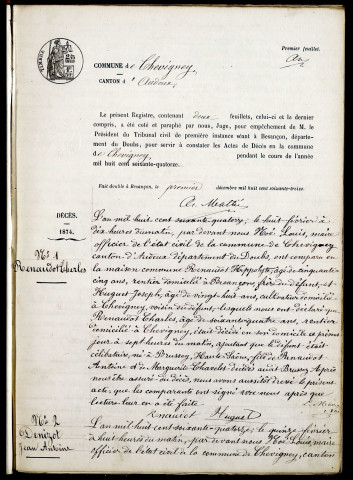 Premier feuillet.
COMMUNE de Chevigney
CANTON d'Audeux
Le présent Registre, contenant deux feuillets, celui-ci et le dernier
compris, a été coté et paraphé par nous, Juge, pour empêchement de M. le
Président du Tribunal civil de première instance séant à Besançon, départe-
ment du Doubs, pour servir à constater les Actes de Décès en la commune
de Chevigney, pendant le cours de l'année
mil huit cent soixante-quatorze.
Fait double à Besançon, le premier décembre mil huit cent soixante-treize.
DÉCÈS.
1874.
N° 1
Renaudot Charles
L'an mil huit cent soixante-quatorze, le huit février à
dix heures du matin, par devant nous Noé Louis, maire
officier de l'état civil de la commune de Chevigney,
canton d'Audeux département du Doubs, ont comparu en
la maison commune Renaudot Hippolyte, âgé de cinquante
cinq ans, rentier domicilié à Besançon, frère du défunt, et
Huguet Joseph, âgé de vingt-huit ans, cultivateur domicilié
à Chevigney, voisin du défunt, lesquels nous ont déclaré que
Renaudot Charles, âgé de soixante-quatre ans, rentier
domicilié à Chevigney, était décédé en son domicile ce jour
à sept heures du matin, ajoutant que le défunt était
célibataire, né à Brussey, Haute Saône, fils de Renaudot
Antoine et de Marguerite Charolet décédés audit Brussey. Après
nous être assuré du décès, nous avons aussitôt dressé le présent
acte, que les comparants ont signé avec nous après que
lecture leur en a été faite.
Renaudot Huguet
N° 2
Denizot
Jean Antoine
L'an mil huit cent soixante-quatorze, le quinze février
à huit heures du matin, par devant nous Noé Louis, maire
officier de l'état civil de la commune de Chevigney, canton